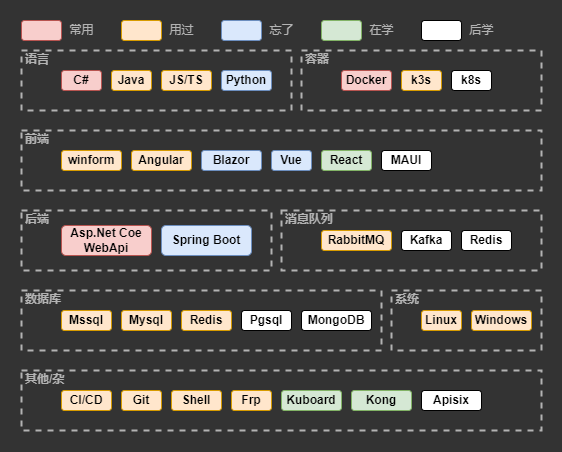 常用 用过 忘了 在学 后学
语言 容器
C# Java JS/TS Python Docker k3s k8s
前端
winform Angular Blazor Vue React MAUI
后端 消息队列
Asp.Net Coe
WebApi
Spring Boot RabbitMQ Kafka Redis
数据库 系统
Mssql Mysql Redis Pgsql MongoDB Linux Windows
其他/杂
CI/CD Git Shell Frp Kuboard Kong Apisix